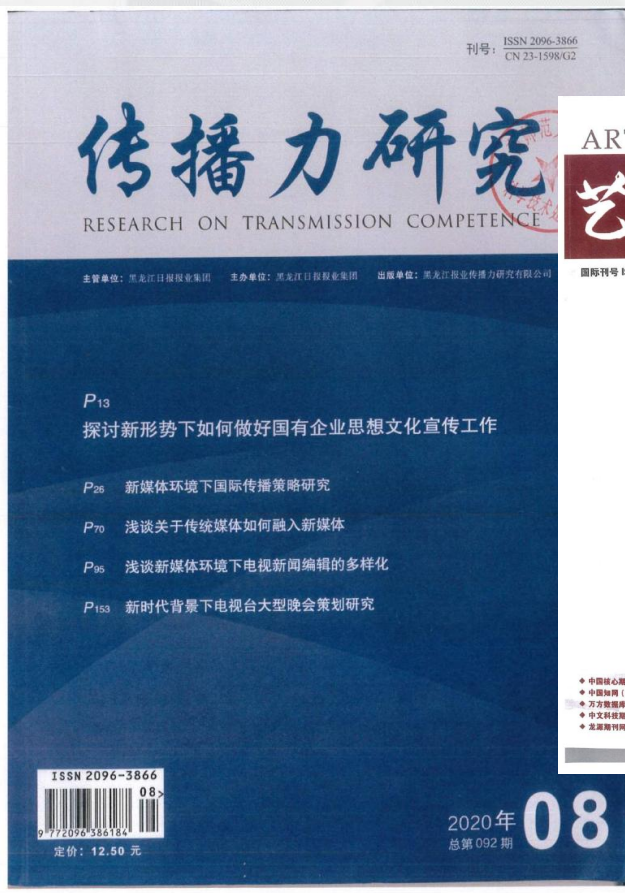 刊号: ISSN 2096-3866
CN 23-1598/G2
传播力研究
RESEARCH ON TRANSMISSION COMPETENCE
主管单位: 黑龙江日报报业集团 主办单位: 黑龙江日报报业集团 出版单位: 黑龙江报业传播力研究有限公司
P13
探讨新形势下如何做好国有企业思想文化宣传工作
P26 新媒体环境下国际传播策略研究
P70 浅谈关于传统媒体如何融入新媒体
P95 浅谈新媒体环境下电视新闻编辑的多样化
P153 新时代背景下电视台大型晚会策划研究
ISSN 2096-3866
08>
9 772096 386184
定价: 12.50 元
2020年 08
总第092期
AR
艺
国际刊号
◆ 中国核心期
◆ 中国知网(
◆ 万方数据库
◆ 中文科技期
◆ 龙源期刊网